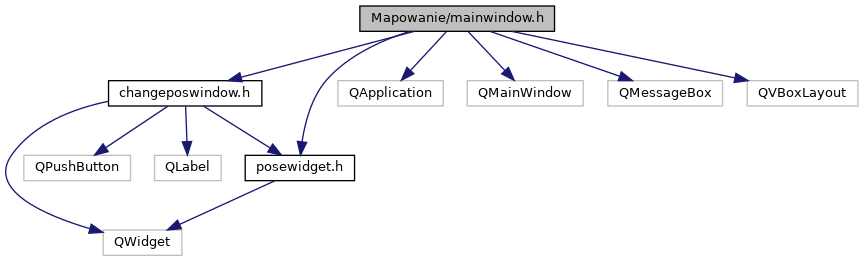 Mapowanie/mainwindow.h
changeposwindow.h
QApplication
QMainWindow
QMessageBox
QVBoxLayout
QPushButton
QLabel
posewidget.h
QWidget